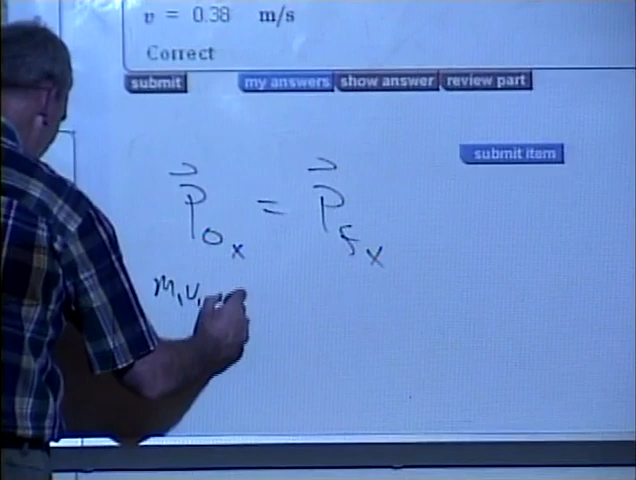 v = 0.38 m/s
Correct
submit my answers show answer review part
submit item
P⃗₀ₓ = P⃗fₓ
m₁v₁